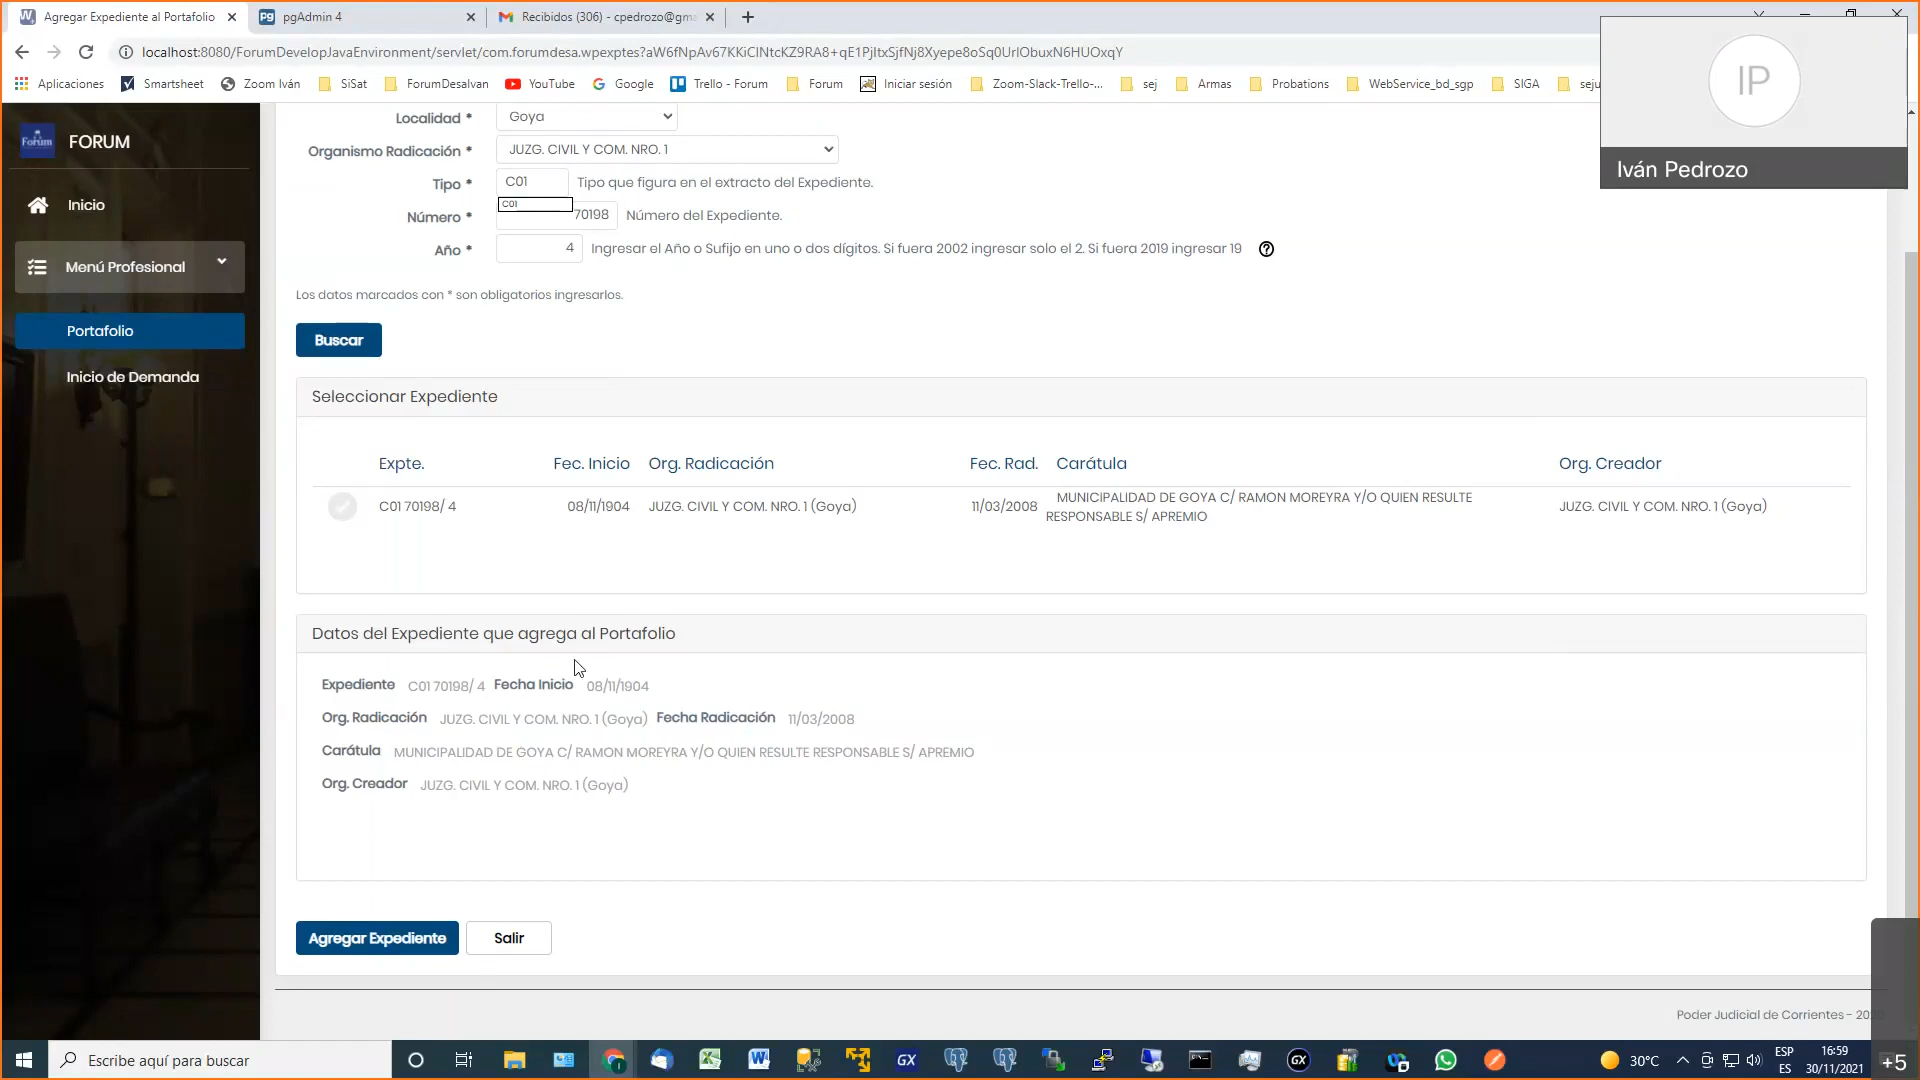 Agregar Expediente al Portafolio
pgAdmin 4
Recibidos (306) - cpedrozo@gma
localhost:8080/ForumDevelopJavaEnvironment/servlet/com.forumdesa.wpexptes?aW6fNpAv67KKiCINtcKZ9RA8+qE1PjItxSjfNj8Xyepe8oSq0UrlObuxN6HUOxqY
Aplicaciones
Smartsheet
Zoom Iván
SiSat
ForumDesaIvan
YouTube
Google
Trello - Forum
Forum
Iniciar sesión
Zoom-Slack-Trello-...
sej
Armas
Probations
WebService_bd_sgp
SIGA
seju
IP
Iván Pedrozo
Forum
FORUM
Inicio
Menú Profesional
Portafolio
Inicio de Demanda
Localidad *
Goya
Organismo Radicación *
JUZG. CIVIL Y COM. NRO. 1
Tipo *
C01
Tipo que figura en el extracto del Expediente.
C01
Número *
70198
Número del Expediente.
Año *
4
Ingresar el Año o Sufijo en uno o dos dígitos. Si fuera 2002 ingresar solo el 2. Si fuera 2019 ingresar 19
Los datos marcados con * son obligatorios ingresarlos.
Buscar
Seleccionar Expediente
Expte.
Fec. Inicio
Org. Radicación
Fec. Rad.
Carátula
Org. Creador
C01 70198/ 4
08/11/1904
JUZG. CIVIL Y COM. NRO. 1 (Goya)
11/03/2008
MUNICIPALIDAD DE GOYA C/ RAMON MOREYRA Y/O QUIEN RESULTE
RESPONSABLE S/ APREMIO
JUZG. CIVIL Y COM. NRO. 1 (Goya)
Datos del Expediente que agrega al Portafolio
Expediente C01 70198/ 4 Fecha Inicio 08/11/1904
Org. Radicación JUZG. CIVIL Y COM. NRO. 1 (Goya) Fecha Radicación 11/03/2008
Carátula MUNICIPALIDAD DE GOYA C/ RAMON MOREYRA Y/O QUIEN RESULTE RESPONSABLE S/ APREMIO
Org. Creador JUZG. CIVIL Y COM. NRO. 1 (Goya)
Agregar Expediente
Salir
Poder Judicial de Corrientes - 20
Escribe aquí para buscar
GX
GX
30°C
ESP
ES
16:59
30/11/2021
+5